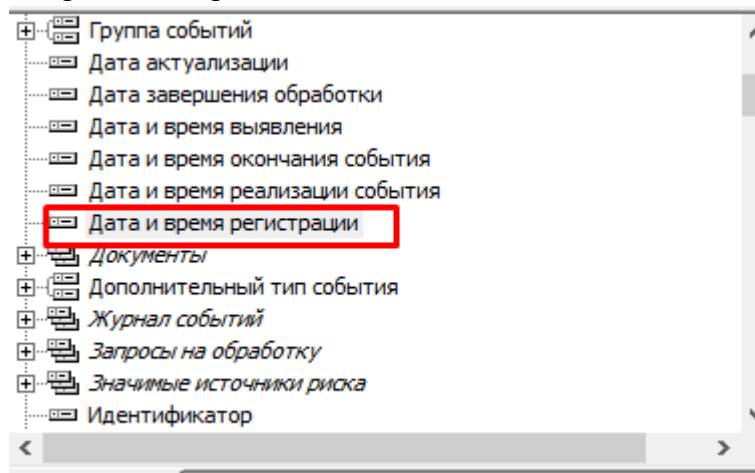 Группа событий
Дата актуализации
Дата завершения обработки
Дата и время выявления
Дата и время окончания события
Дата и время реализации события
Дата и время регистрации
Документы
Дополнительный тип события
Журнал событий
Запросы на обработку
Значимые источники риска
Идентификатор